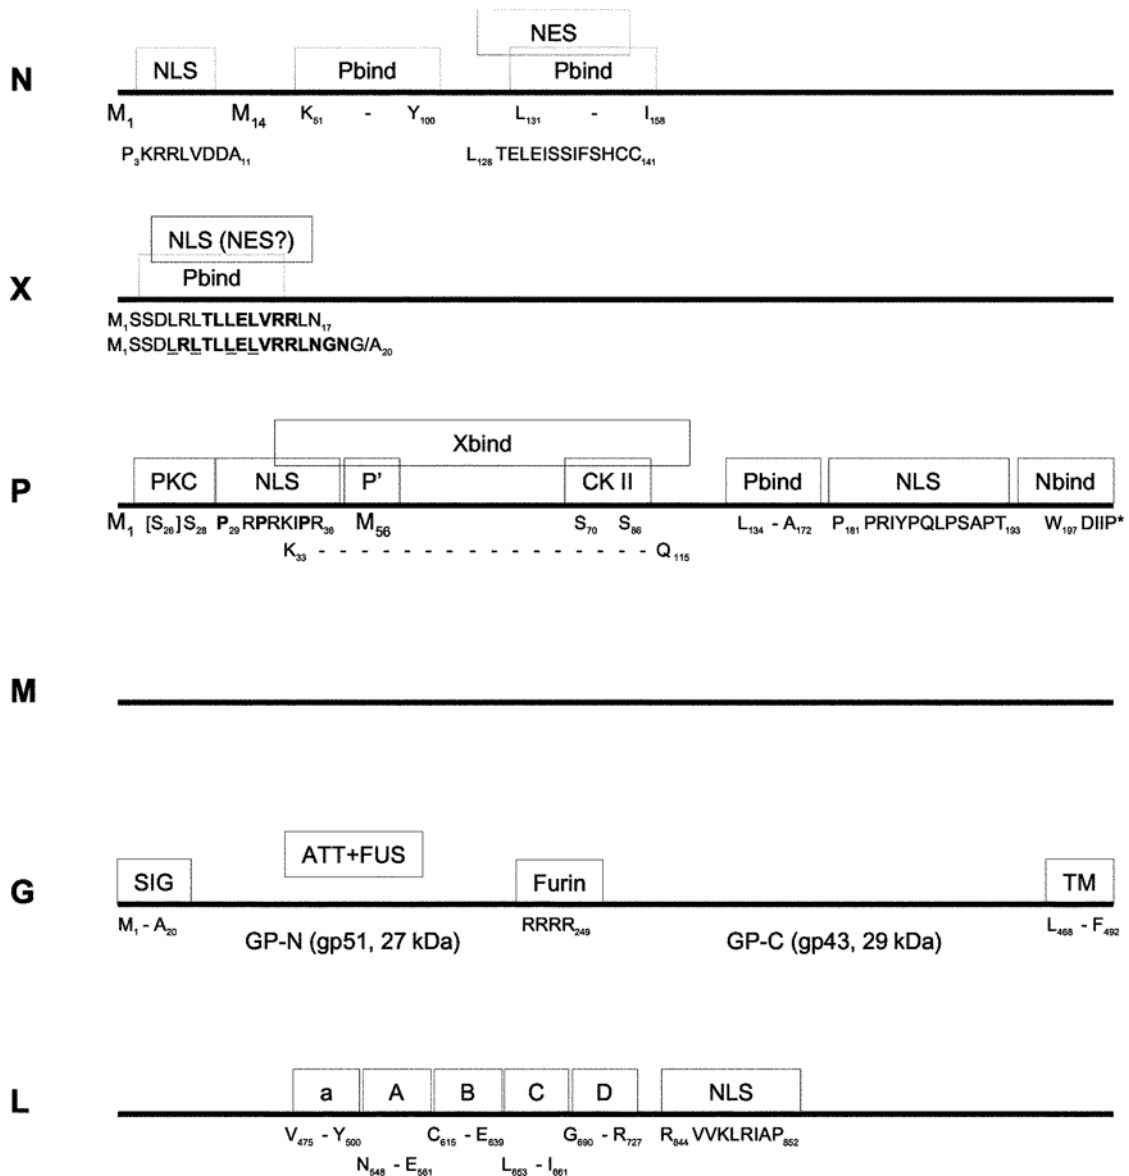 NES
NLS Pbind Pbind
N
M1 M14 K51 - Y100 L131 - I158
P3KRRLVDDA11 L128TELEISSIFSHCC141
NLS (NES?)
Pbind
X
M1SSDLRLTLLELVRRLN17
M1SSDLRLTLLELVRRLNGNG/A20
Xbind
PKC NLS P' CK II Pbind NLS Nbind
P
M1 [S26]S28 P29RPRKIPR36 M56 S70 S86 L134 - A172 P181PRIYPQLPSAPT193 W197DIIP*
K33 - - - - - - - - - - - - - - Q115
M
ATT+FUS
SIG Furin TM
G
M1 - A20 RRRR249 L468 - F492
GP-N (gp51, 27 kDa) GP-C (gp43, 29 kDa)
a A B C D NLS
L
V475 - Y500 C615 - E639 G690 - R727 R844VVKLRIAP852
N548 - E561 L653 - I661